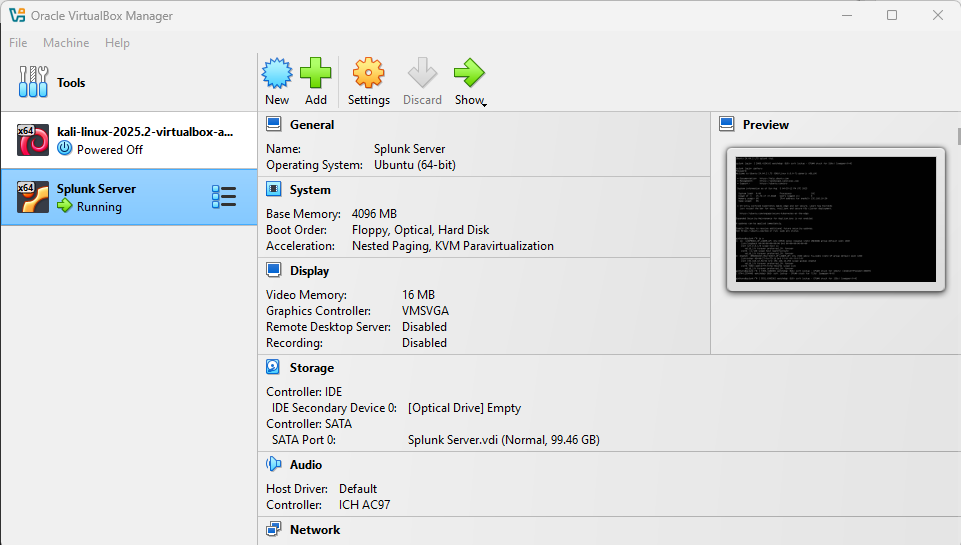 Oracle VirtualBox Manager
File Machine Help
Tools
New Add Settings Discard Show
x64
kali-linux-2025.2-virtualbox-a...
Powered Off
x64
Splunk Server
Running
General
Name: Splunk Server
Operating System: Ubuntu (64-bit)
System
Base Memory: 4096 MB
Boot Order: Floppy, Optical, Hard Disk
Acceleration: Nested Paging, KVM Paravirtualization
Display
Video Memory: 16 MB
Graphics Controller: VMSVGA
Remote Desktop Server: Disabled
Recording: Disabled
Storage
Controller: IDE
IDE Secondary Device 0: [Optical Drive] Empty
Controller: SATA
SATA Port 0: Splunk Server.vdi (Normal, 99.46 GB)
Audio
Host Driver: Default
Controller: ICH AC97
Network
Preview